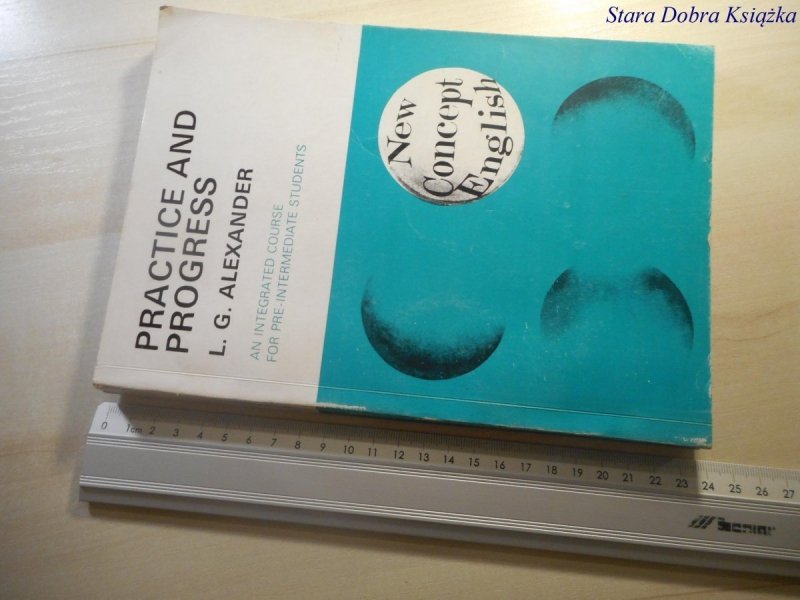 Stara Dobra Książka
PRACTICE AND
PROGRESS
L. G. ALEXANDER
AN INTEGRATED COURSE
FOR PRE-INTERMEDIATE STUDENTS
New
Concept
English
0 1cm 2 3 4 5 6 7 8 9 10 11 12 13 14 15 16 17 18 19 20 21 22 23 24 25 26 27